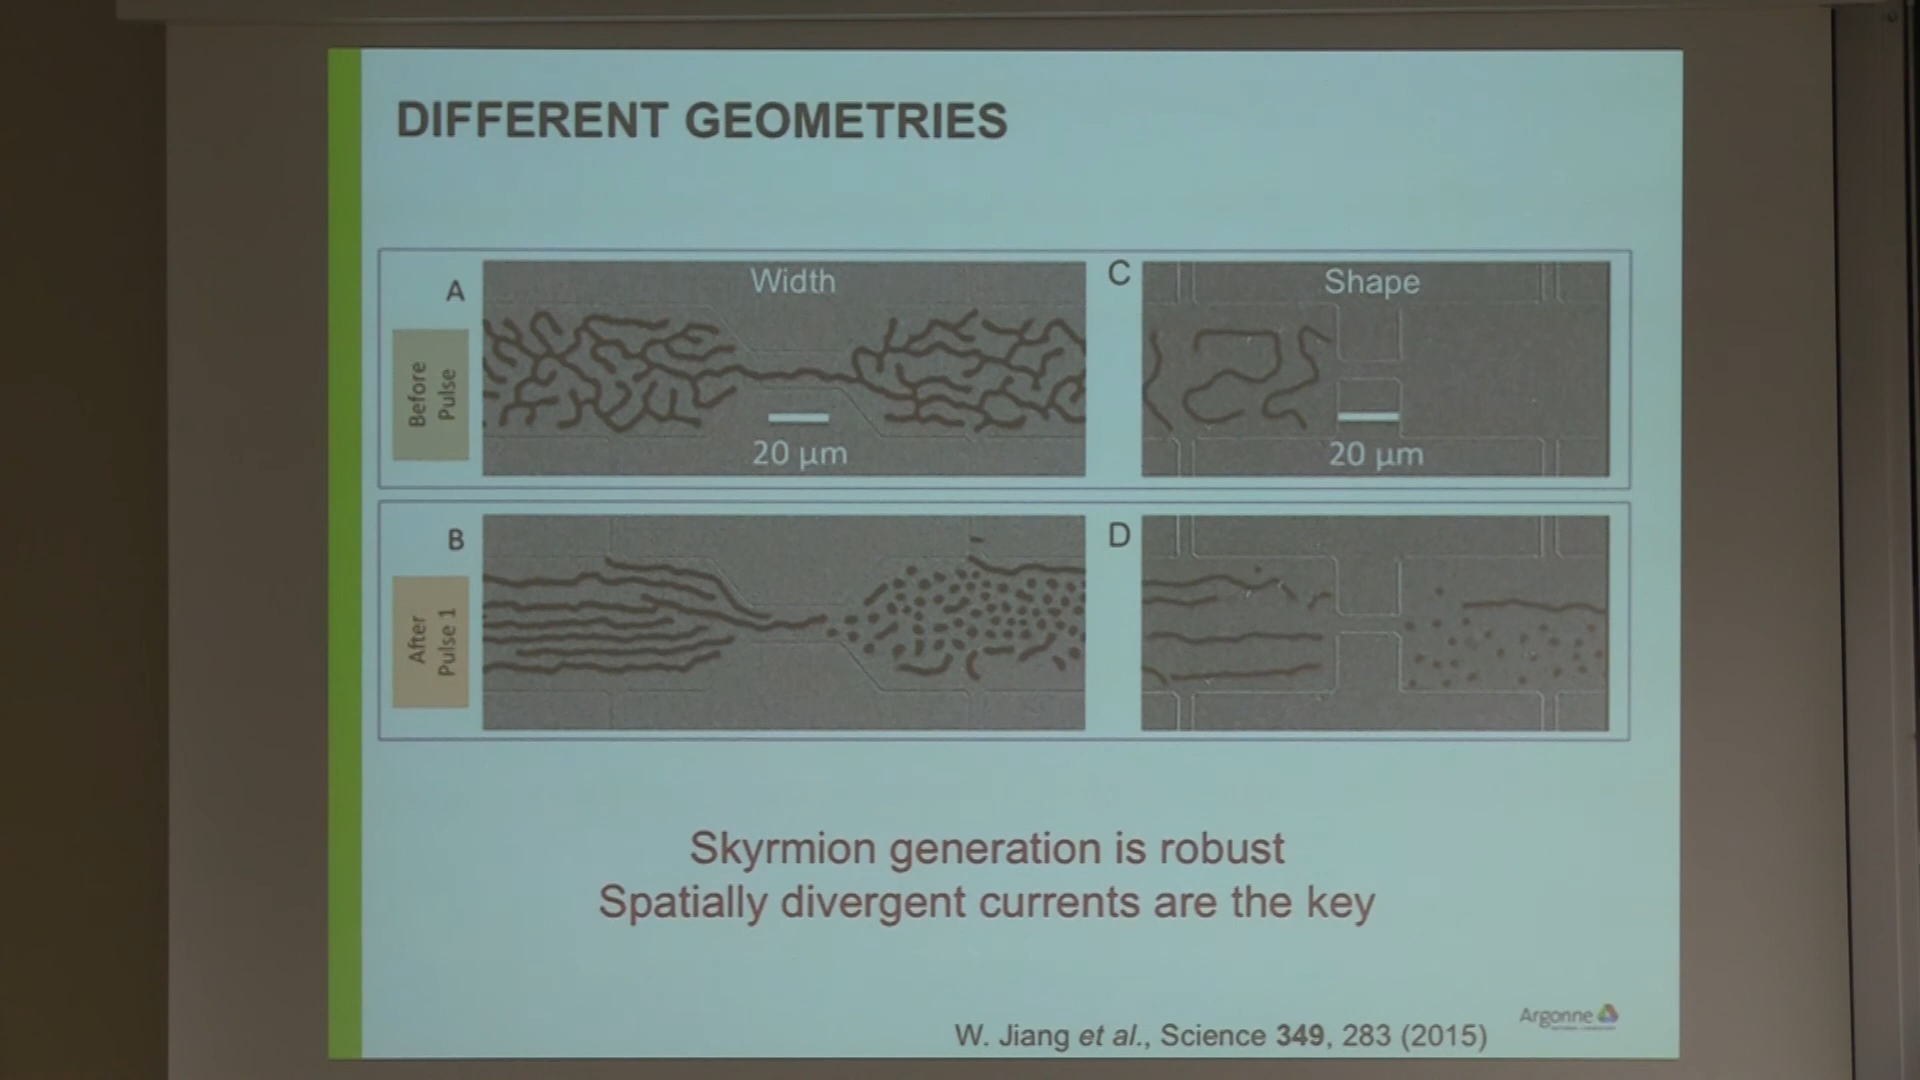 DIFFERENT GEOMETRIES
A
Width
C
Shape
Before
Pulse
20 µm
20 µm
B
D
After
Pulse 1
Skyrmion generation is robust
Spatially divergent currents are the key
Argonne
W. Jiang et al., Science 349, 283 (2015)